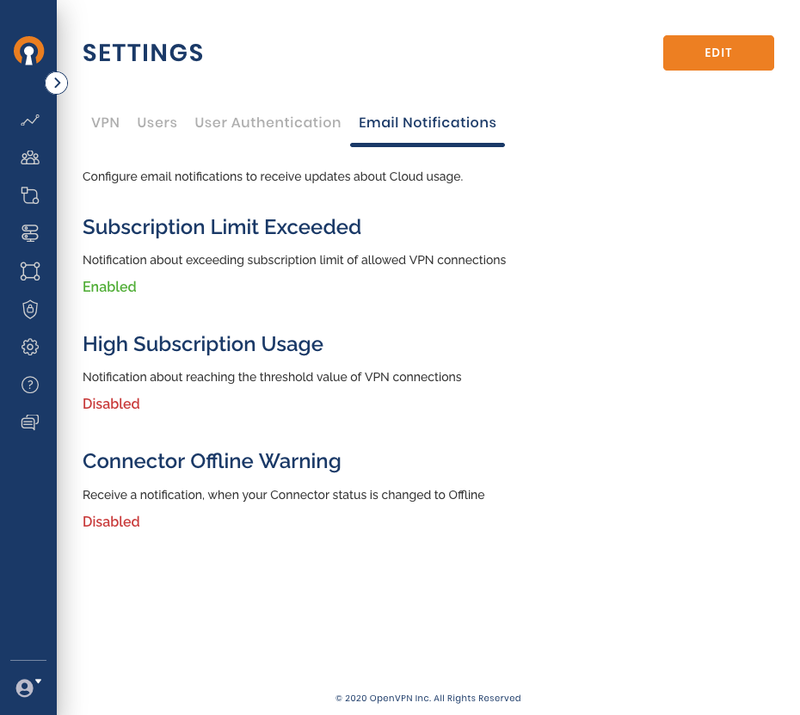 SETTINGS
EDIT
VPN Users User Authentication Email Notifications
Configure email notifications to receive updates about Cloud usage.
Subscription Limit Exceeded
Notification about exceeding subscription limit of allowed VPN connections
Enabled
High Subscription Usage
Notification about reaching the threshold value of VPN connections
Disabled
Connector Offline Warning
Receive a notification, when your Connector status is changed to Offline
Disabled
© 2020 OpenVPN Inc. All Rights Reserved